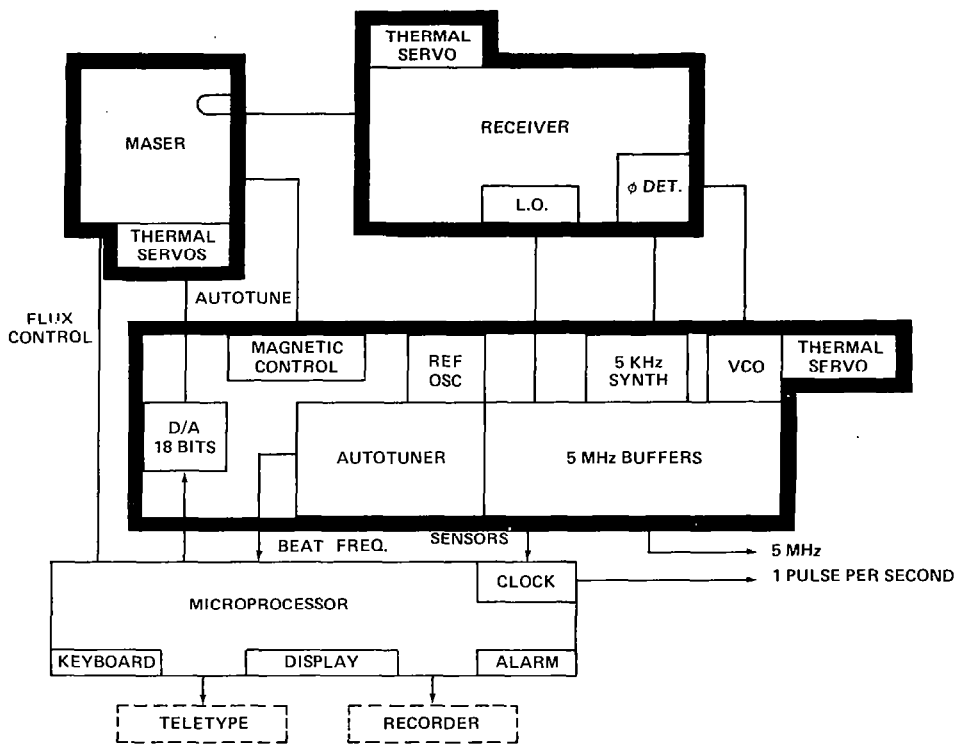 THERMAL
SERVO
MASER
RECEIVER
ϕ DET.
L.O.
THERMAL
SERVOS
AUTOTUNE
FLUX
CONTROL
MAGNETIC
CONTROL
REF
OSC
5 KHz
SYNTH
VCO
THERMAL
SERVO
D/A
18 BITS
AUTOTUNER
5 MHz BUFFERS
BEAT FREQ.
SENSORS
5 MHz
1 PULSE PER SECOND
CLOCK
MICROPROCESSOR
KEYBOARD
DISPLAY
ALARM
TELETYPE
RECORDER